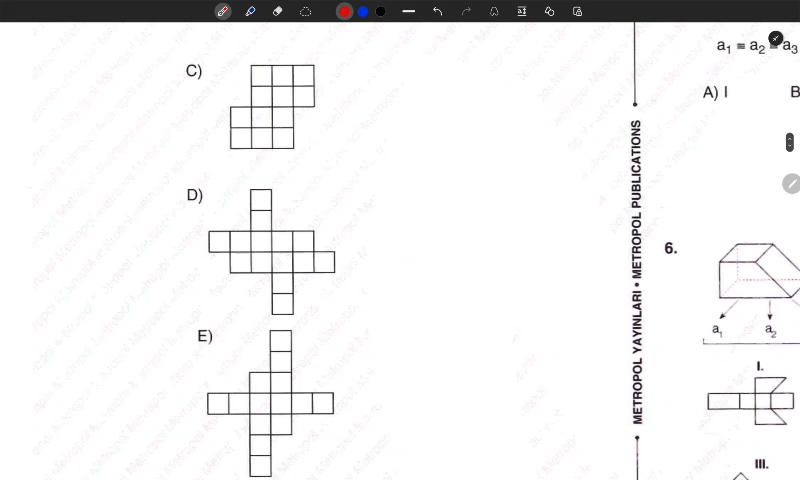 C)
D)
E)
METROPOL YAYINLARI • METROPOL PUBLICATIONS
a₁ ≡ a₂ ≡ a₃
A) I
B
6.
a₁
a₂
I.
III.